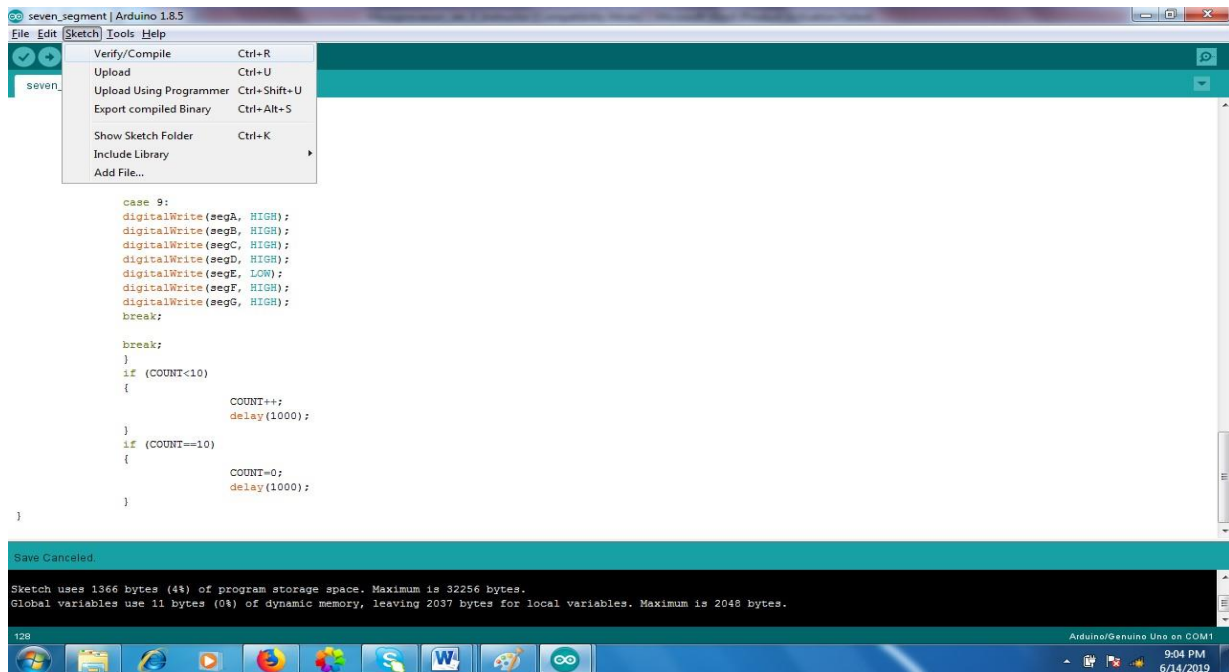 seven_segment | Arduino 1.8.5
File Edit Sketch Tools Help
Verify/Compile Ctrl+R
Upload Ctrl+U
seven_
Upload Using Programmer Ctrl+Shift+U
Export compiled Binary Ctrl+Alt+S
Show Sketch Folder Ctrl+K
Include Library
Add File...
case 9:
digitalWrite(segA, HIGH);
digitalWrite(segB, HIGH);
digitalWrite(segC, HIGH);
digitalWrite(segD, HIGH);
digitalWrite(segE, LOW);
digitalWrite(segF, HIGH);
digitalWrite(segG, HIGH);
break;
break;
}
if (COUNT<10)
{
COUNT++;
delay(1000);
}
if (COUNT==10)
{
COUNT=0;
delay(1000);
}
}
Save Canceled.
Sketch uses 1366 bytes (4%) of program storage space. Maximum is 32256 bytes.
Global variables use 11 bytes (0%) of dynamic memory, leaving 2037 bytes for local variables. Maximum is 2048 bytes.
128 Arduino/Genuino Uno on COM1
9:04 PM
6/14/2019